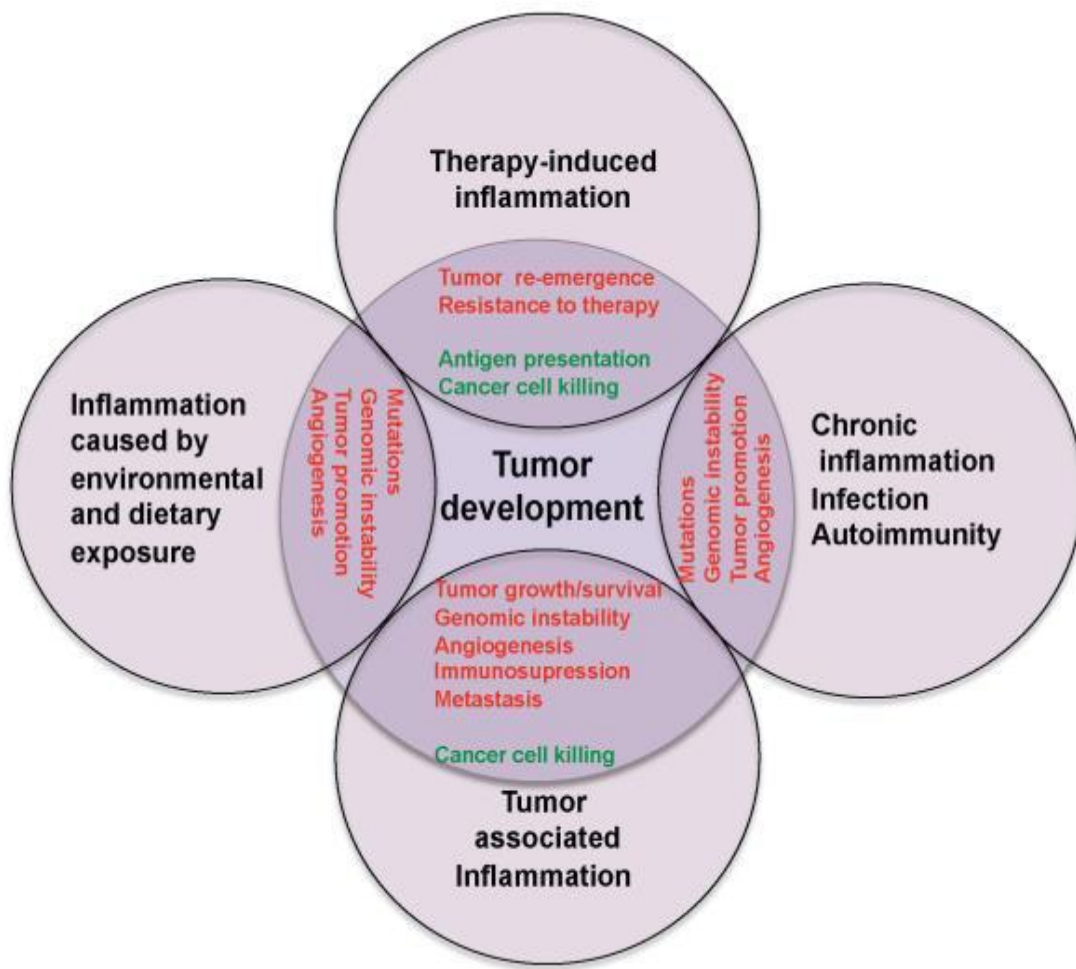 Therapy-induced
inflammation
Tumor re-emergence
Resistance to therapy
Antigen presentation
Cancer cell killing
Inflammation
caused by
environmental
and dietary
exposure
Mutations
Genomic instability
Tumor promotion
Angiogenesis
Tumor
development
Mutations
Genomic instability
Tumor promotion
Angiogenesis
Chronic
inflammation
Infection
Autoimmunity
Tumor growth/survival
Genomic instability
Angiogenesis
Immunosupression
Metastasis
Cancer cell killing
Tumor
associated
Inflammation